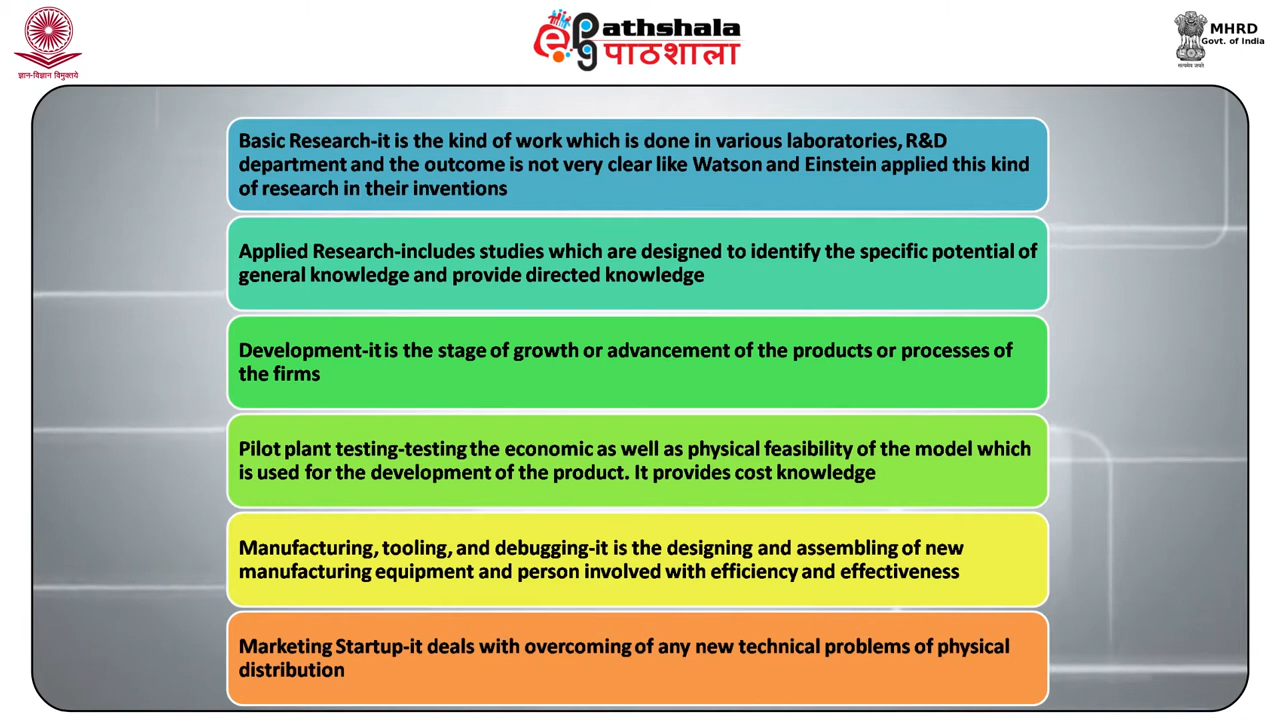 ज्ञान-विज्ञान विमुक्तये
epg
athshala
पाठशाला
MHRD
Govt. of India
सत्यमेव जयते
Basic Research-it is the kind of work which is done in various laboratories, R&D
department and the outcome is not very clear like Watson and Einstein applied this kind
of research in their inventions
Applied Research-includes studies which are designed to identify the specific potential of
general knowledge and provide directed knowledge
Development-it is the stage of growth or advancement of the products or processes of
the firms
Pilot plant testing-testing the economic as well as physical feasibility of the model which
is used for the development of the product. It provides cost knowledge
Manufacturing, tooling, and debugging-it is the designing and assembling of new
manufacturing equipment and person involved with efficiency and effectiveness
Marketing Startup-it deals with overcoming of any new technical problems of physical
distribution